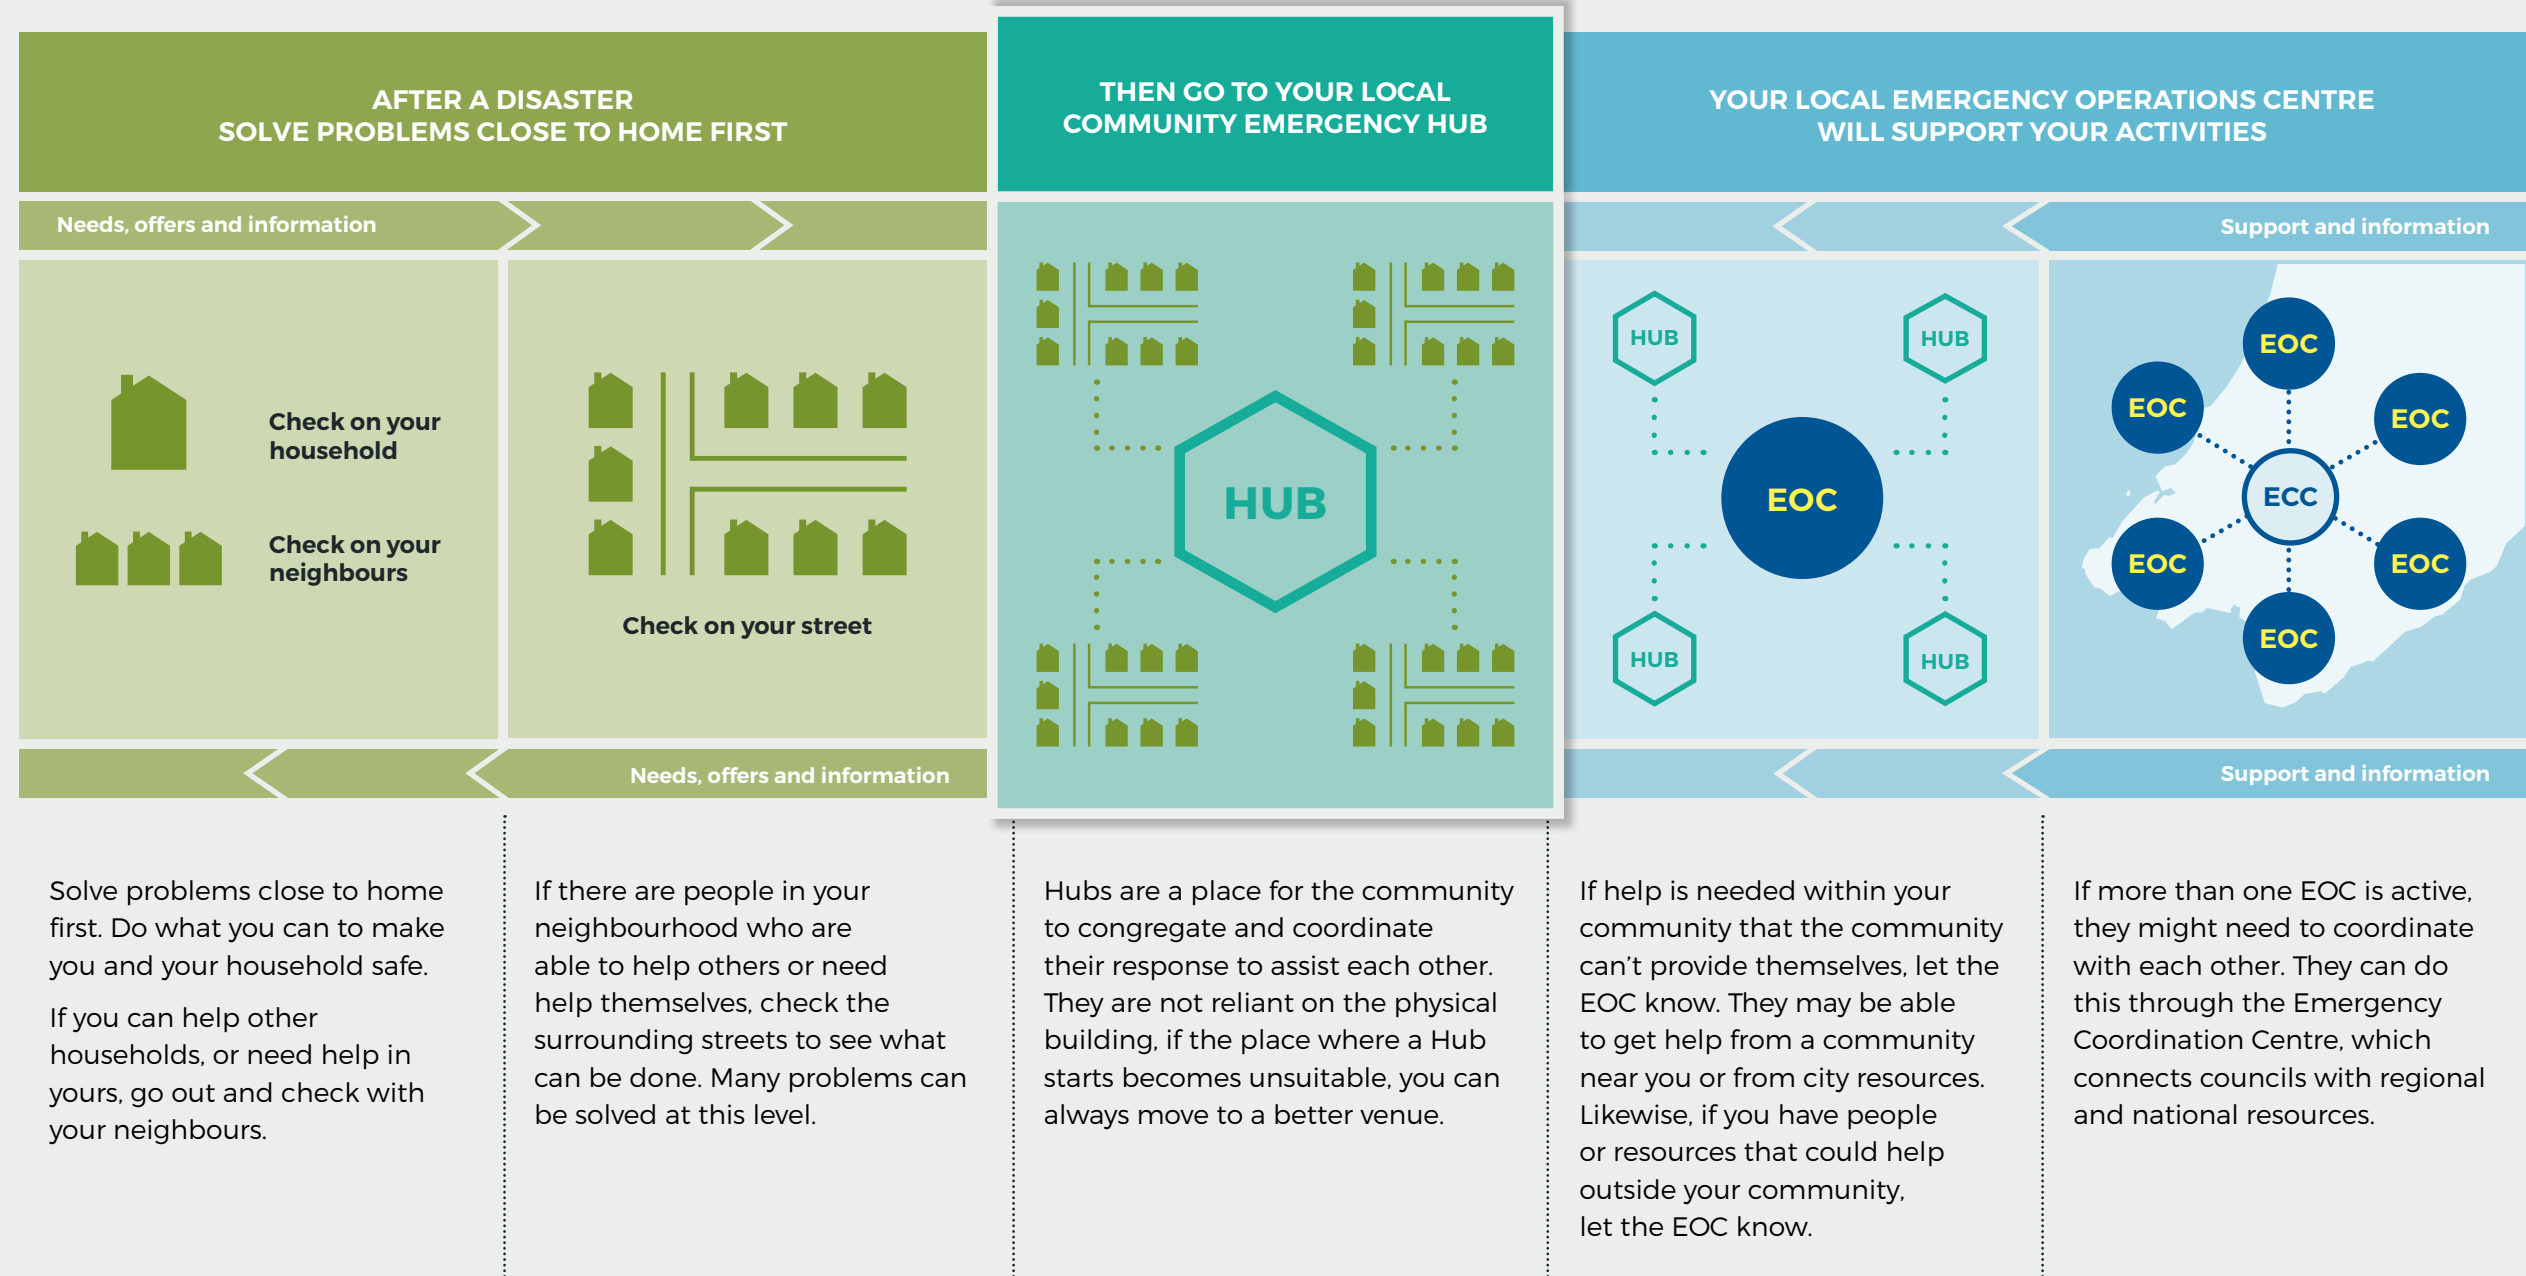 AFTER A DISASTER
SOLVE PROBLEMS CLOSE TO HOME FIRST
THEN GO TO YOUR LOCAL
COMMUNITY EMERGENCY HUB
YOUR LOCAL EMERGENCY OPERATIONS CENTRE
WILL SUPPORT YOUR ACTIVITIES
Needs, offers and information
Support and information
Check on your
household
Check on your
neighbours
Check on your street
HUB
HUB
HUB
EOC
HUB
HUB
EOC
EOC
EOC
ECC
EOC
EOC
EOC
Needs, offers and information
Support and information
Solve problems close to home
first. Do what you can to make
you and your household safe.
If you can help other
households, or need help in
yours, go out and check with
your neighbours.
If there are people in your
neighbourhood who are
able to help others or need
help themselves, check the
surrounding streets to see what
can be done. Many problems can
be solved at this level.
Hubs are a place for the community
to congregate and coordinate
their response to assist each other.
They are not reliant on the physical
building, if the place where a Hub
starts becomes unsuitable, you can
always move to a better venue.
If help is needed within your
community that the community
can't provide themselves, let the
EOC know. They may be able
to get help from a community
near you or from city resources.
Likewise, if you have people
or resources that could help
outside your community,
let the EOC know.
If more than one EOC is active,
they might need to coordinate
with each other. They can do
this through the Emergency
Coordination Centre, which
connects councils with regional
and national resources.